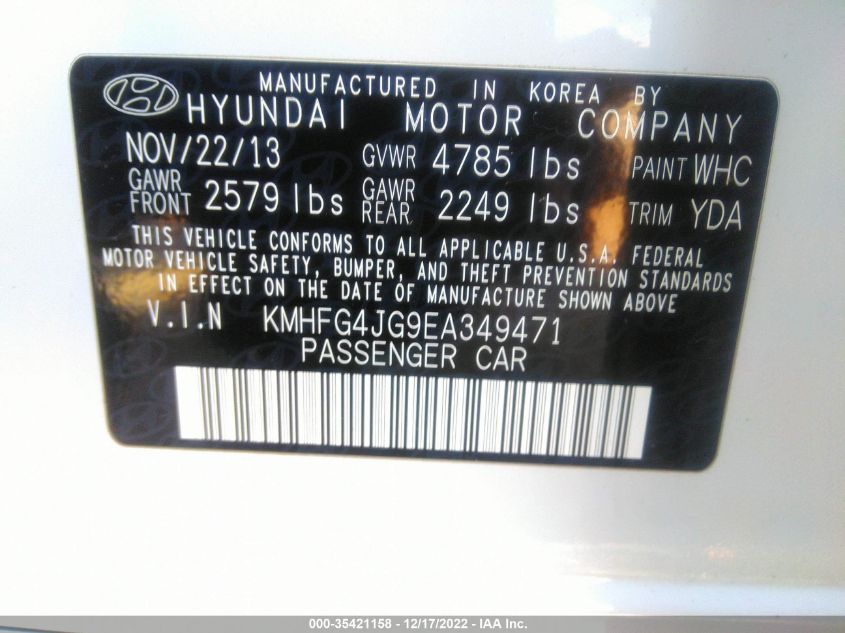 MANUFACTURED IN KOREA BY
HYUNDAI MOTOR COMPANY
NOV/22/13 GVWR 4785 lbs PAINT WHC
GAWR FRONT 2579 lbs GAWR REAR 2249 lbs TRIM YDA
THIS VEHICLE CONFORMS TO ALL APPLICABLE U.S.A. FEDERAL
MOTOR VEHICLE SAFETY, BUMPER, AND THEFT PREVENTION STANDARDS
IN EFFECT ON THE DATE OF MANUFACTURE SHOWN ABOVE
V.I.N KMHFG4JG9EA349471
PASSENGER CAR
000-35421158 - 12/17/2022 - IAA Inc.